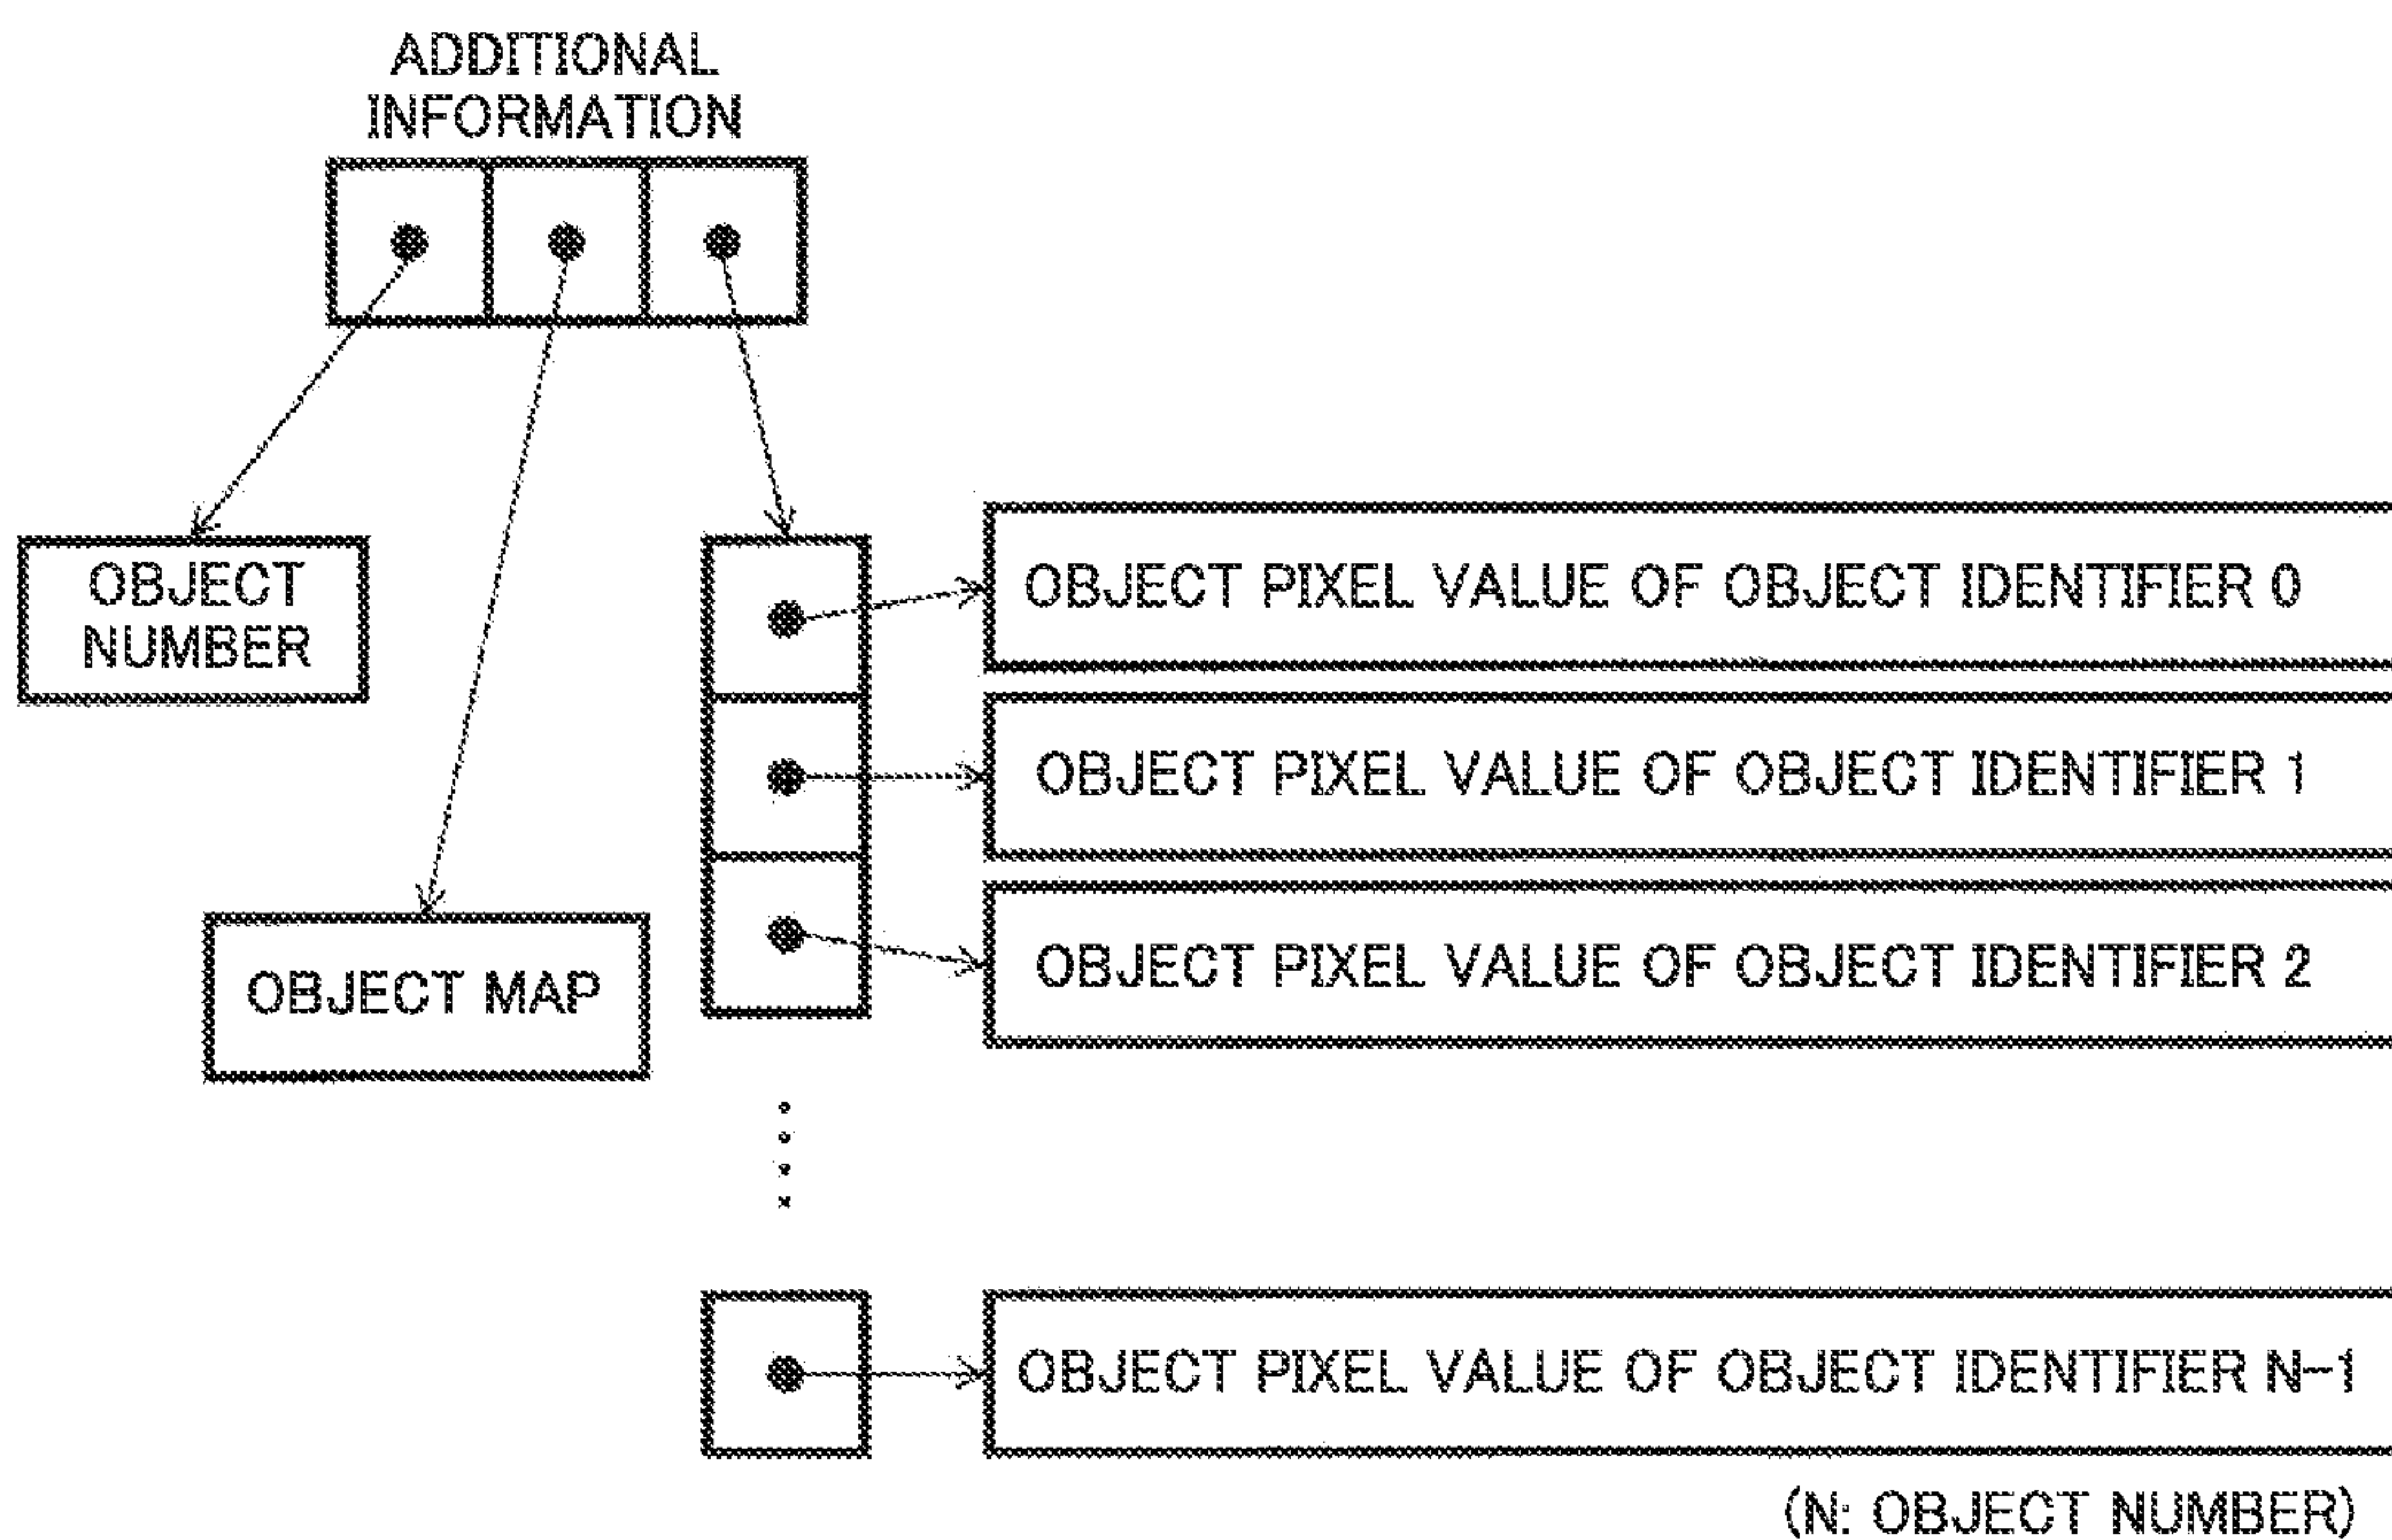 ADDITIONAL
INFORMATION
OBJECT
NUMBER
OBJECT MAP
OBJECT PIXEL VALUE OF OBJECT IDENTIFIER 0
OBJECT PIXEL VALUE OF OBJECT IDENTIFIER 1
OBJECT PIXEL VALUE OF OBJECT IDENTIFIER 2
OBJECT PIXEL VALUE OF OBJECT IDENTIFIER N-1
(N: OBJECT NUMBER)